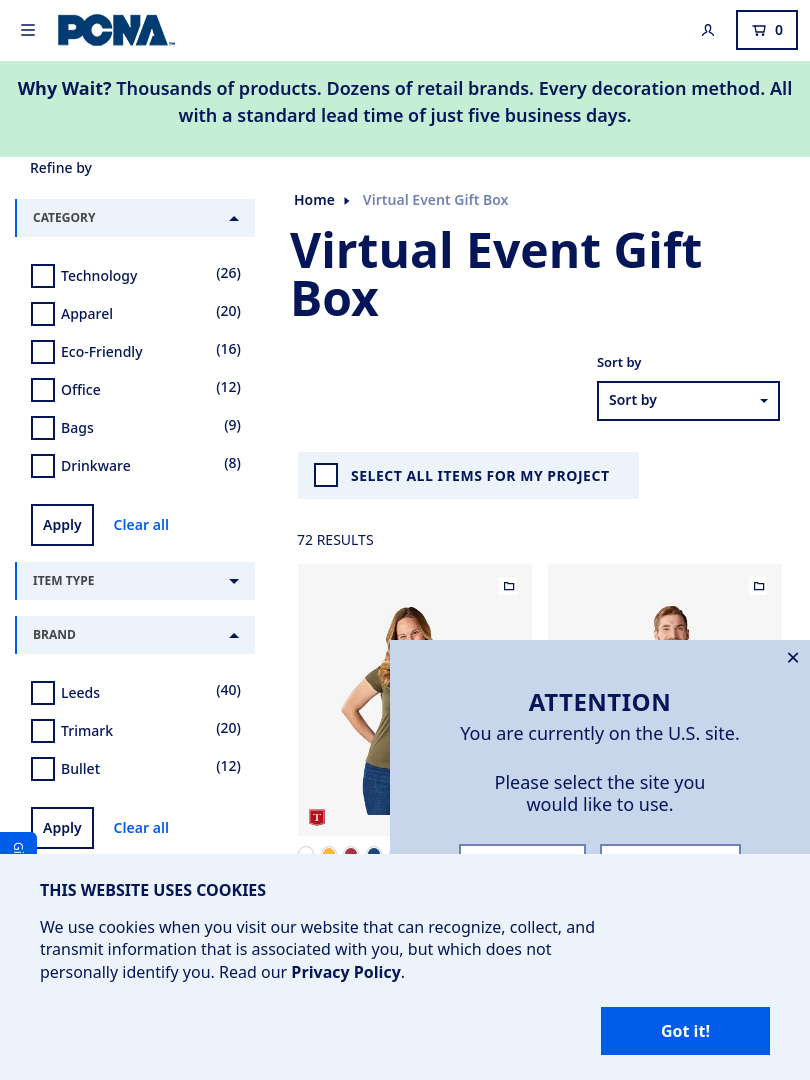 PCNA
0
Why Wait? Thousands of products. Dozens of retail brands. Every decoration method. All
with a standard lead time of just five business days.
Refine by
CATEGORY
Technology (26)
Apparel (20)
Eco-Friendly (16)
Office (12)
Bags (9)
Drinkware (8)
Apply Clear all
ITEM TYPE
BRAND
Leeds (40)
Trimark (20)
Bullet (12)
Apply Clear all
Home Virtual Event Gift Box
Virtual Event Gift
Box
Sort by
Sort by
SELECT ALL ITEMS FOR MY PROJECT
72 RESULTS
T
ATTENTION
You are currently on the U.S. site.
Please select the site you
would like to use.
THIS WEBSITE USES COOKIES
We use cookies when you visit our website that can recognize, collect, and
transmit information that is associated with you, but which does not
personally identify you. Read our Privacy Policy.
Got it!